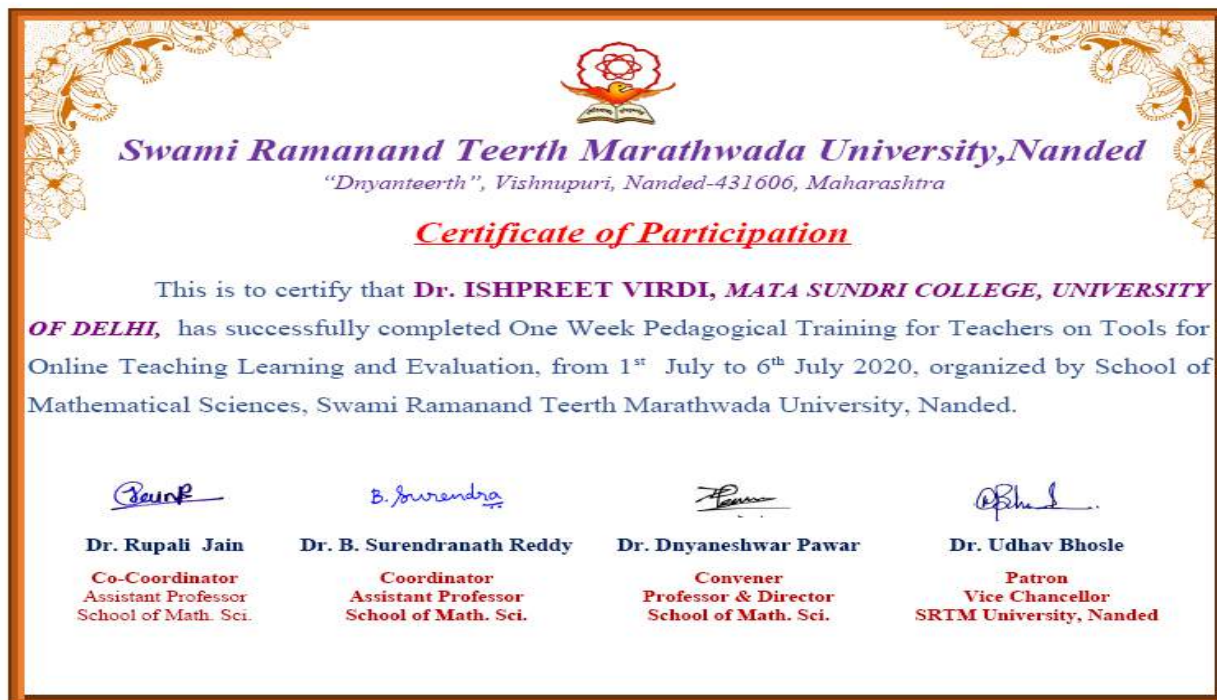 Swami Ramanand Teerth Marathwada University,Nanded
“Dnyanteerth”, Vishnupuri, Nanded-431606, Maharashtra
Certificate of Participation
This is to certify that Dr. ISHPREET VIRDI, MATA SUNDRI COLLEGE, UNIVERSITY
OF DELHI, has successfully completed One Week Pedagogical Training for Teachers on Tools for
Online Teaching Learning and Evaluation, from 1st July to 6th July 2020, organized by School of
Mathematical Sciences, Swami Ramanand Teerth Marathwada University, Nanded.
B. Surendra
Dr. Rupali Jain Dr. B. Surendranath Reddy Dr. Dnyaneshwar Pawar Dr. Udhav Bhosle
Co-Coordinator Coordinator Convener Patron
Assistant Professor Assistant Professor Professor & Director Vice Chancellor
School of Math. Sci. School of Math. Sci. School of Math. Sci. SRTM University, Nanded